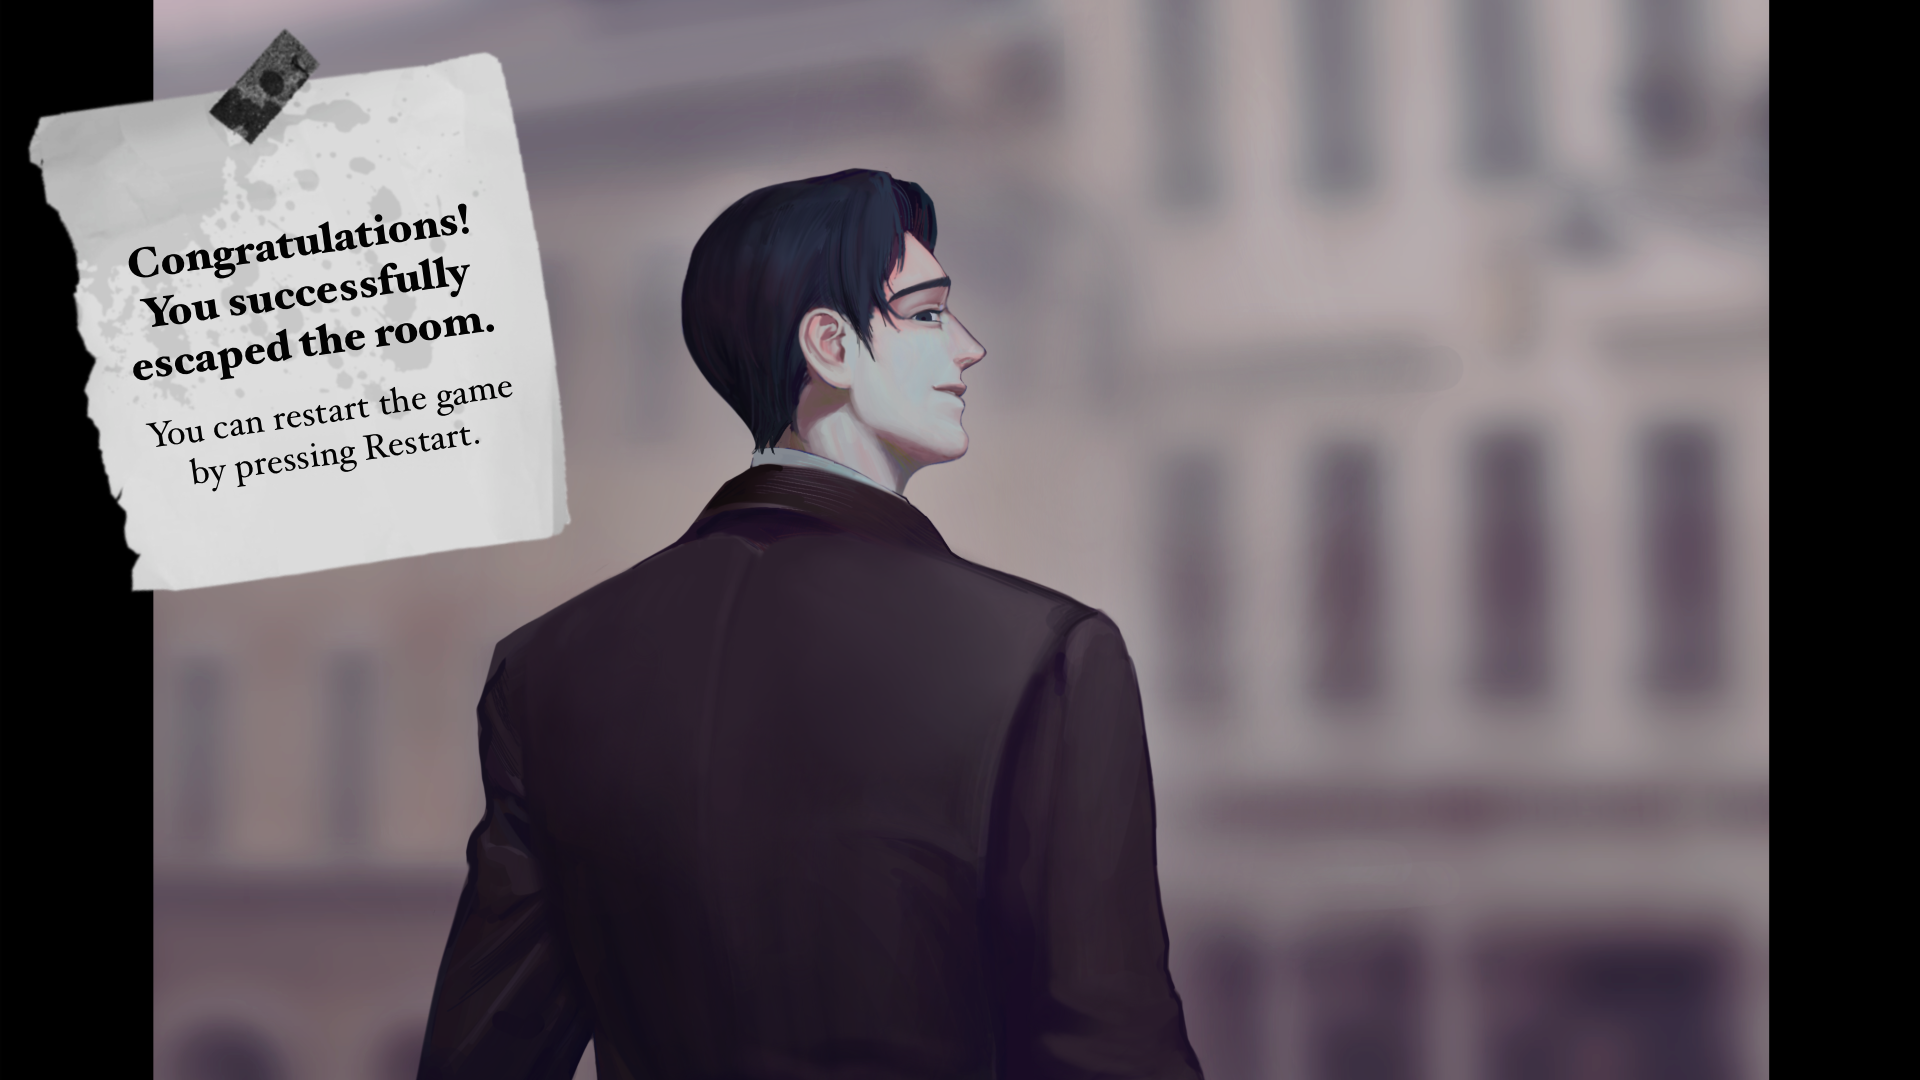 Congratulations!
You successfully
escaped the room.
You can restart the game
by pressing Restart.